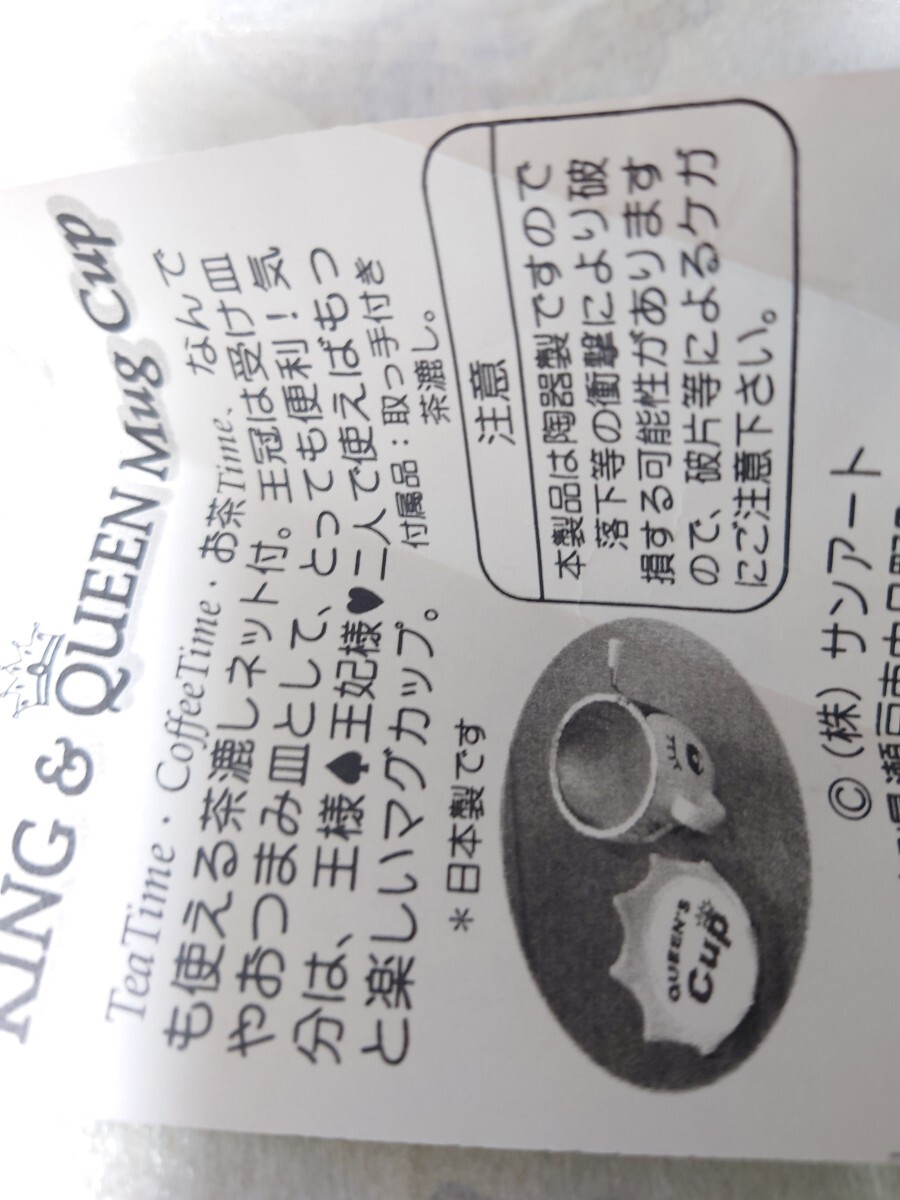 KING & QUEEN Mug Cup
TeaTime・CoffeeTime・お茶Time、なんで
も使える茶漉しネット付。王冠は受け皿
やおつまみ皿として、とっても便利！気
分は、王様♠王妃様♥二人で使えばもっ
と楽しいマグカップ。
付属品：取っ手付き
茶漉し。
＊日本製です
注意
本製品は陶器製ですので
落下等の衝撃により破
損する可能性があります
ので、破片等によるケガ
にご注意下さい。
QUEEN'S
Cup
©（株）サンアート